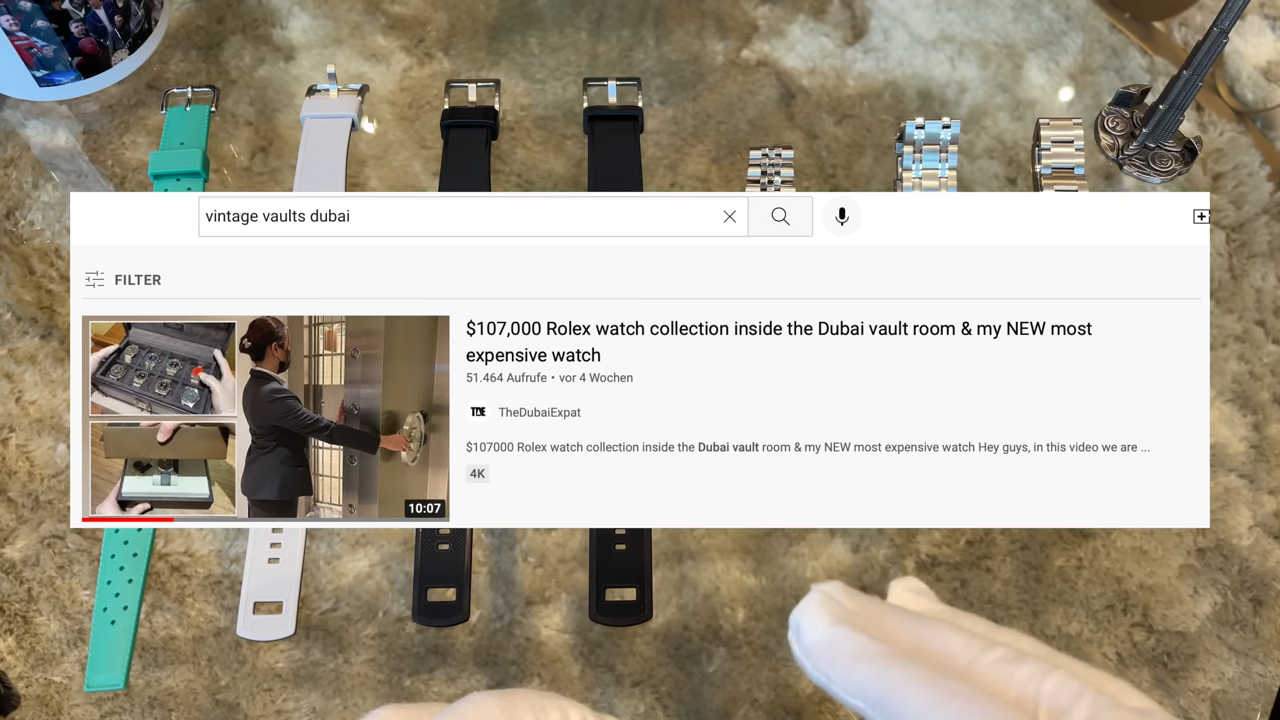 vintage vaults dubai
FILTER
$107,000 Rolex watch collection inside the Dubai vault room & my NEW most
expensive watch
51.464 Aufrufe • vor 4 Wochen
TDE TheDubaiExpat
$107000 Rolex watch collection inside the Dubai vault room & my NEW most expensive watch Hey guys, in this video we are ...
4K
10:07